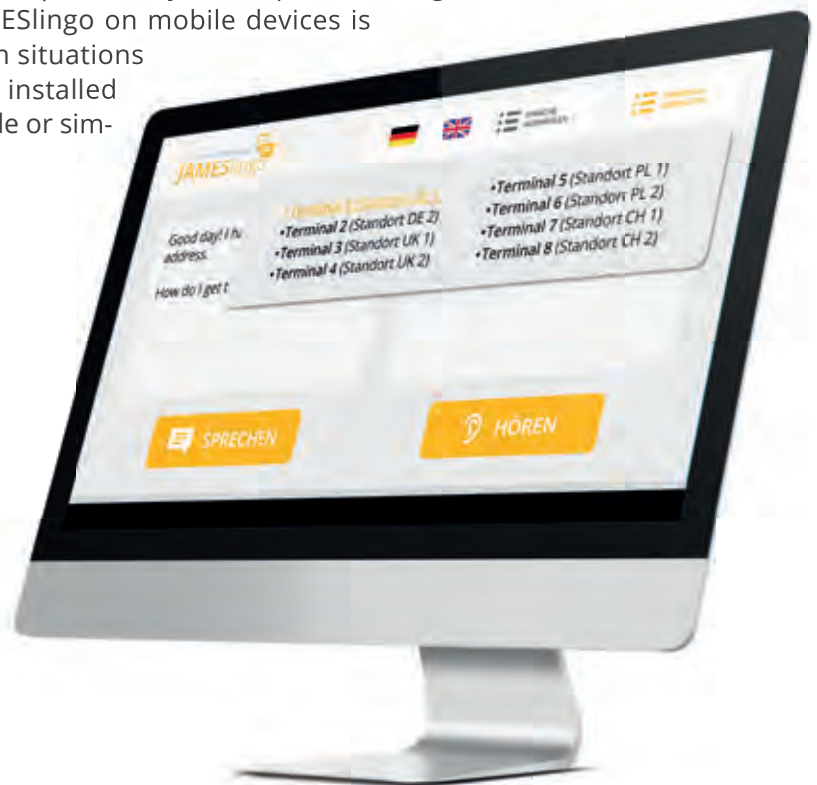 ESlingo on mobile devices is
n situations
installed
le or sim-
JAMESlingo
Good day! I
address.
How do I get t
•Terminal 2 (Standort DE 2)
•Terminal 3 (Standort UK 1)
•Terminal 4 (Standort UK 2)
•Terminal 5 (Standort PL 1)
•Terminal 6 (Standort PL 2)
•Terminal 7 (Standort CH 1)
•Terminal 8 (Standort CH 2)
SPRECHEN
HÖREN